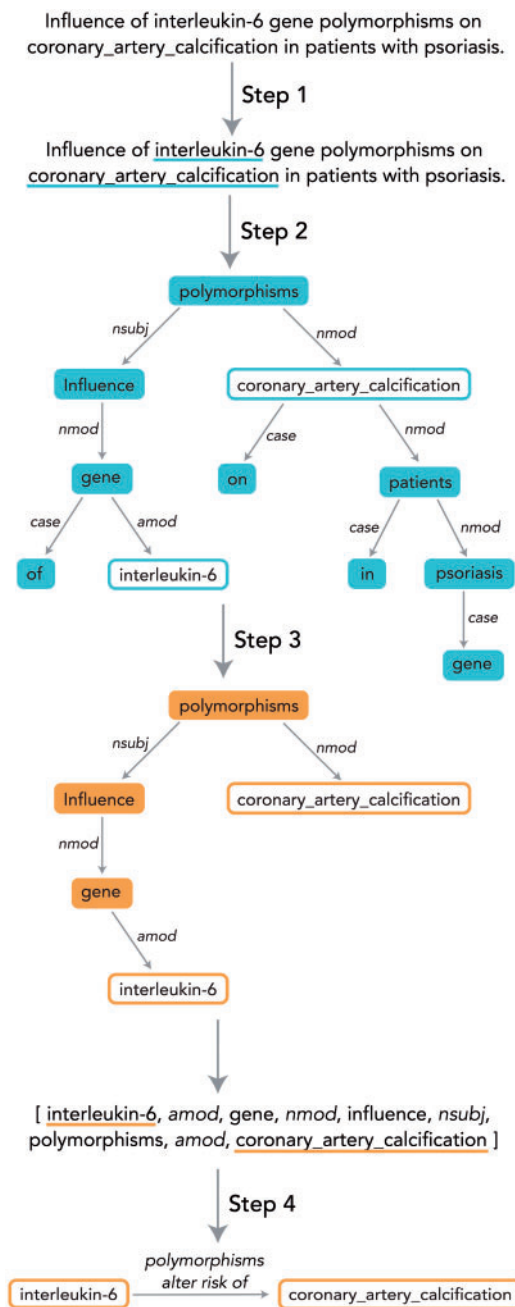 Influence of interleukin-6 gene polymorphisms on
coronary_artery_calcification in patients with psoriasis.
Step 1
Influence of interleukin-6 gene polymorphisms on
coronary_artery_calcification in patients with psoriasis.
Step 2
polymorphisms
nsubj nmod
Influence coronary_artery_calcification
nmod case nmod
gene on patients
case amod case nmod
of interleukin-6 in psoriasis
Step 3 case
gene
polymorphisms
nsubj nmod
Influence coronary_artery_calcification
nmod
gene
amod
interleukin-6
[ interleukin-6, amod, gene, nmod, influence, nsubj,
polymorphisms, amod, coronary_artery_calcification ]
Step 4
polymorphisms
alter risk of
interleukin-6 coronary_artery_calcification